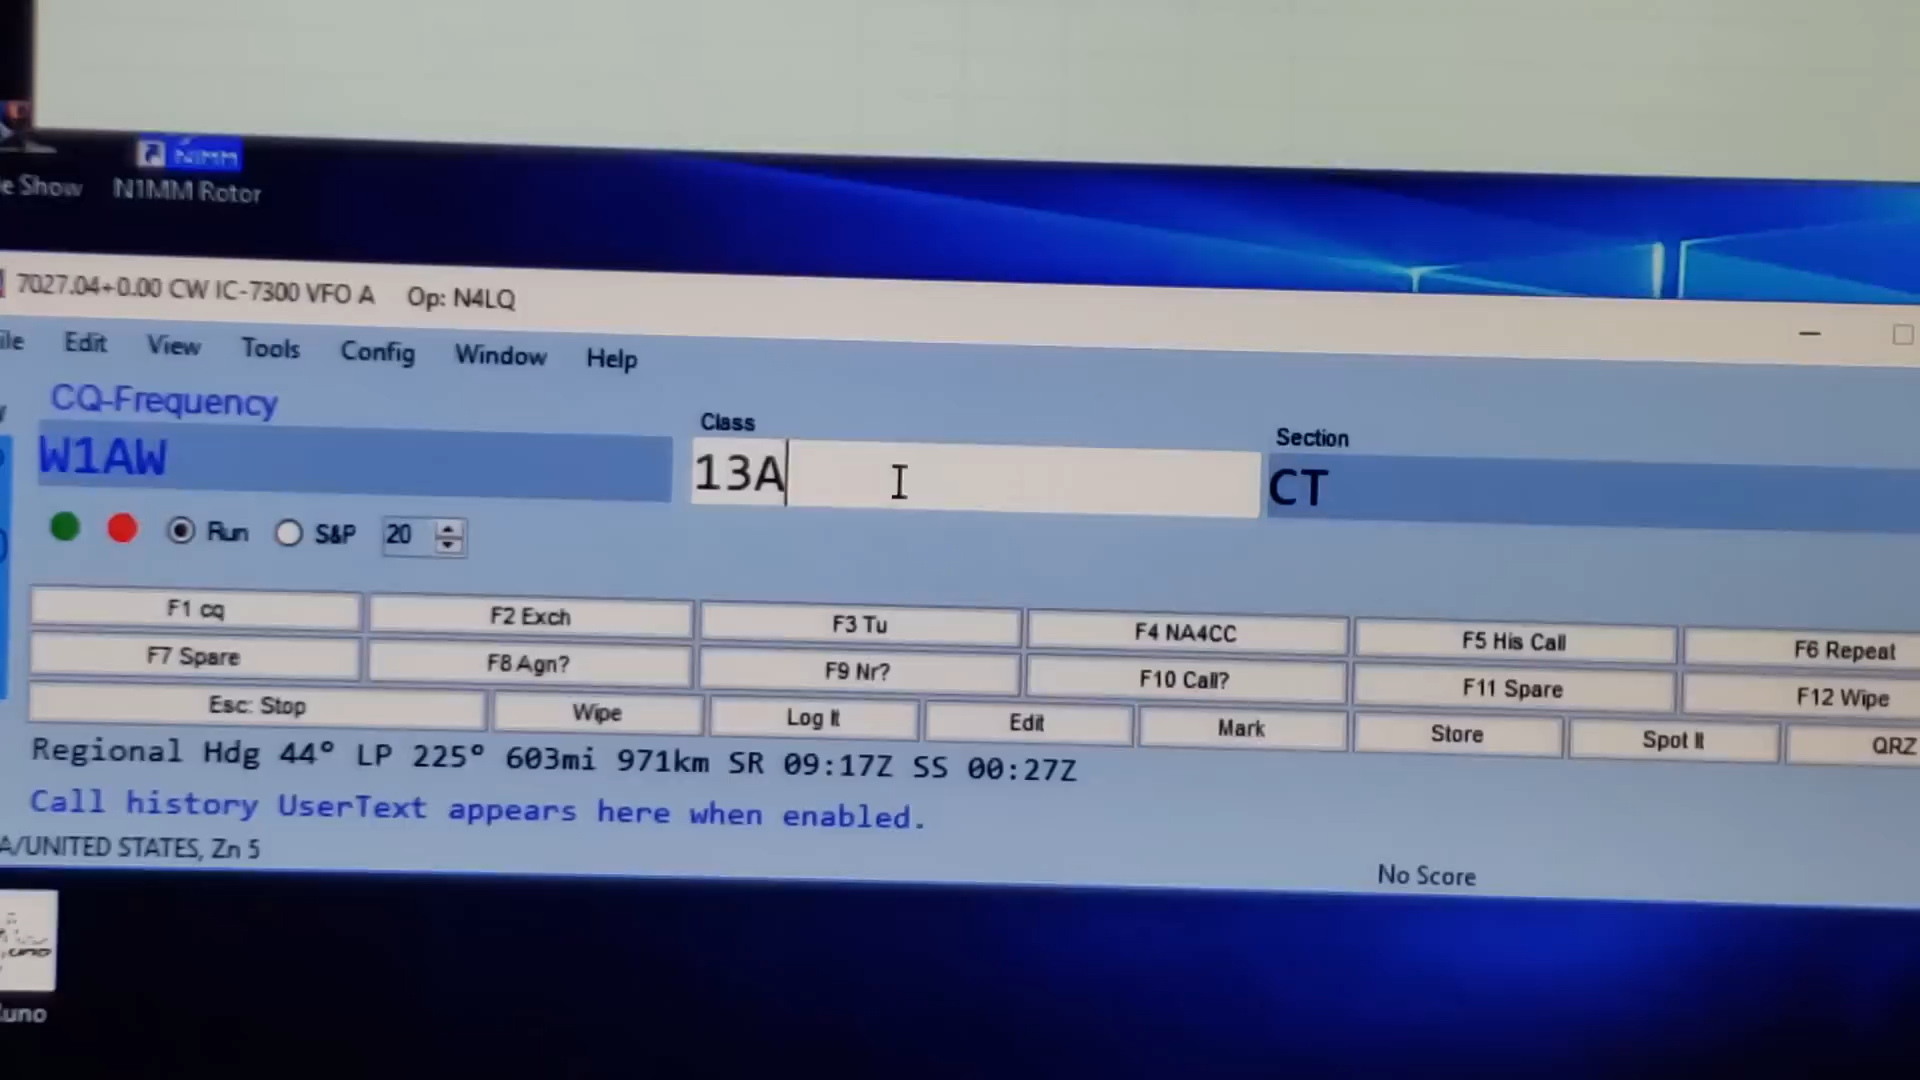 e Show
N1MM Rotor
7027.04+0.00 CW IC-7300 VFO A Op: N4LQ
ile Edit View Tools Config Window Help
CQ-Frequency Class Section
W1AW 13A CT
Run S&P 20
F1 cq F2 Exch F3 Tu F4 NA4CC F5 His Call F6 Repeat
F7 Spare F8 Agn? F9 Nr? F10 Call? F11 Spare F12 Wipe
Esc: Stop Wipe Log It Edit Mark Store Spot It QRZ
Regional Hdg 44° LP 225° 603mi 971km SR 09:17Z SS 00:27Z
Call history UserText appears here when enabled.
A/UNITED STATES, Zn 5
No Score
uno